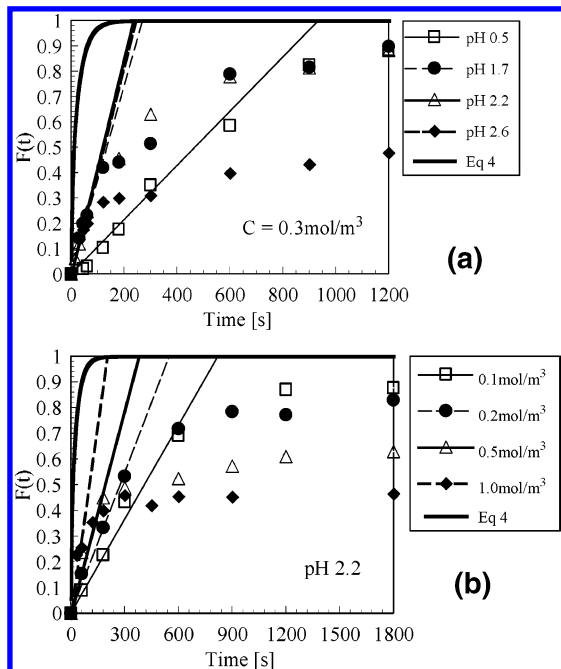 F(t)
1
0.9
0.8
0.7
0.6
0.5
0.4
0.3
0.2
0.1
0
0 200 400 600 800 1000 1200
Time [s]
C = 0.3mol/m³
pH 0.5
pH 1.7
pH 2.2
pH 2.6
Eq 4
(a)
F(t)
1
0.9
0.8
0.7
0.6
0.5
0.4
0.3
0.2
0.1
0
0 300 600 900 1200 1500 1800
Time [s]
pH 2.2
0.1mol/m³
0.2mol/m³
0.5mol/m³
1.0mol/m³
Eq 4
(b)